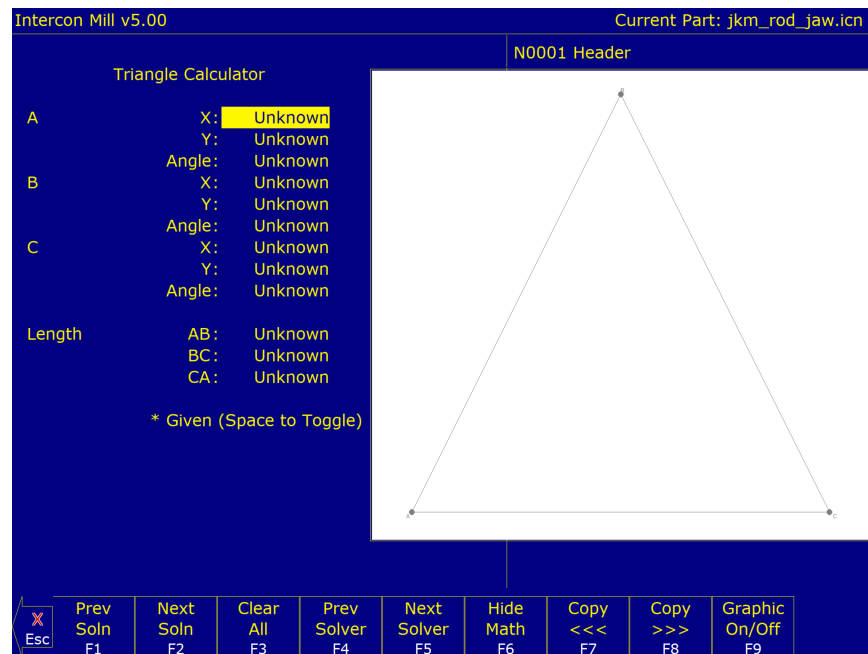 Intercon Mill v5.00 Current Part: jkm_rod_jaw.icn
N0001 Header
Triangle Calculator
A X: Unknown
Y: Unknown
Angle: Unknown
B X: Unknown
Y: Unknown
Angle: Unknown
C X: Unknown
Y: Unknown
Angle: Unknown
Length AB: Unknown
BC: Unknown
CA: Unknown
* Given (Space to Toggle)
B
A
C
X Esc
Prev Soln F1
Next Soln F2
Clear All F3
Prev Solver F4
Next Solver F5
Hide Math F6
Copy <<< F7
Copy >>> F8
Graphic On/Off F9